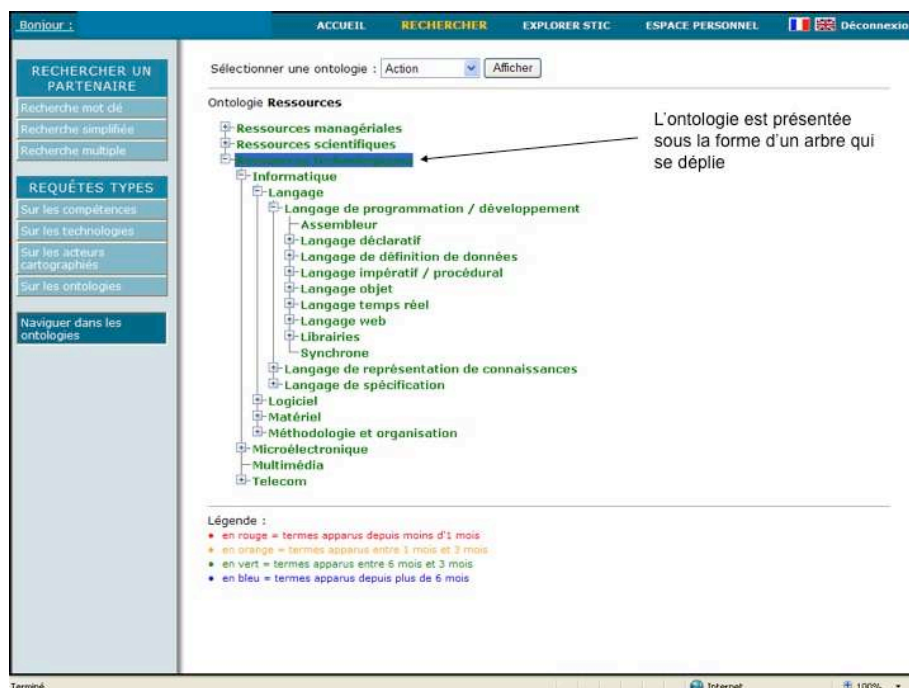 Bonjour :
ACCUEIL RECHERCHER EXPLORER STIC ESPACE PERSONNEL Déconnexio
RECHERCHER UN
PARTENAIRE
Recherche mot clé
Recherche simplifiée
Recherche multiple
REQUÊTES TYPES
Sur les compétences
Sur les technologies
Sur les acteurs
cartographiés
Sur les ontologies
Naviguer dans les
ontologies
Sélectionner une ontologie : Action Afficher
Ontologie Ressources
Ressources managériales
Ressources scientifiques
Ressources technologiques
Informatique
Langage
Langage de programmation / développement
Assembleur
Langage déclaratif
Langage de définition de données
Langage impératif / procédural
Langage objet
Langage temps réel
Langage web
Librairies
Synchrone
Langage de représentation de connaissances
Langage de spécification
Logiciel
Matériel
Méthodologie et organisation
Microélectronique
Multimédia
Telecom
L'ontologie est présentée
sous la forme d'un arbre qui
se déplie
Légende :
en rouge = termes apparus depuis moins d'1 mois
en orange = termes apparus entre 1 mois et 3 mois
en vert = termes apparus entre 6 mois et 3 mois
en bleu = termes apparus depuis plus de 6 mois
Terminé Internet 100%